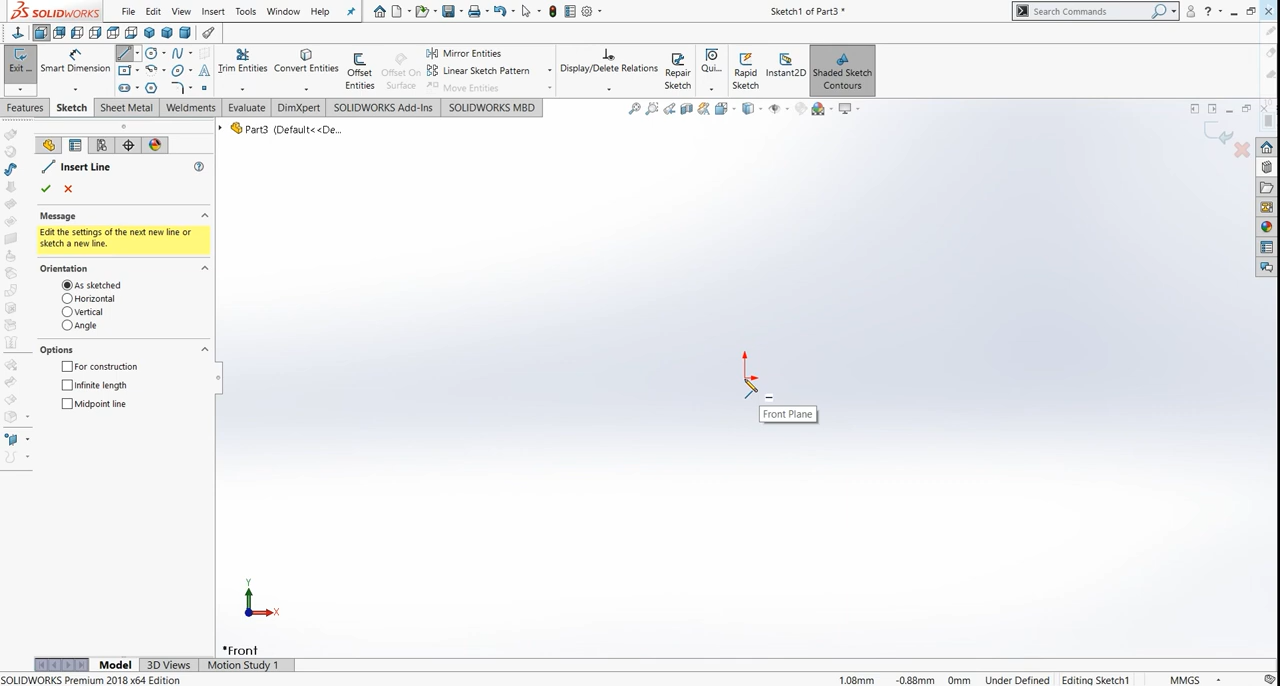 SOLIDWORKS File Edit View Insert Tools Window Help Sketch1 of Part3 * Search Commands
Exit ... Smart Dimension Trim Entities Convert Entities Offset Entities Offset On Surface Mirror Entities Linear Sketch Pattern Move Entities Display/Delete Relations Repair Sketch Qui... Rapid Sketch Instant2D Shaded Sketch Contours
Features Sketch Sheet Metal Weldments Evaluate DimXpert SOLIDWORKS Add-Ins SOLIDWORKS MBD
Part3 (Default<<De...
Insert Line
Message
Edit the settings of the next new line or
sketch a new line.
Orientation
As sketched
Horizontal
Vertical
Angle
Options
For construction
Infinite length
Midpoint line
Front Plane
Y
X
*Front
Model 3D Views Motion Study 1
SOLIDWORKS Premium 2018 x64 Edition 1.08mm -0.88mm 0mm Under Defined Editing Sketch1 MMGS